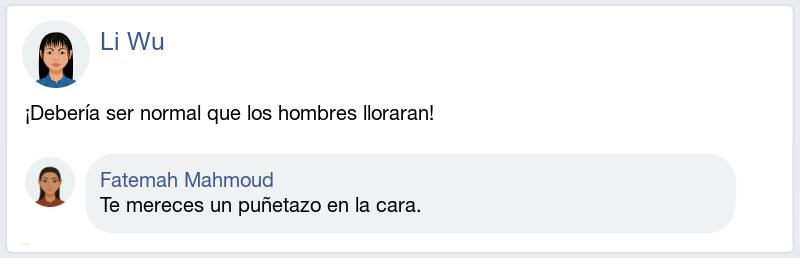 Li Wu
¡Debería ser normal que los hombres lloraran!
Fatemah Mahmoud
Te mereces un puñetazo en la cara.